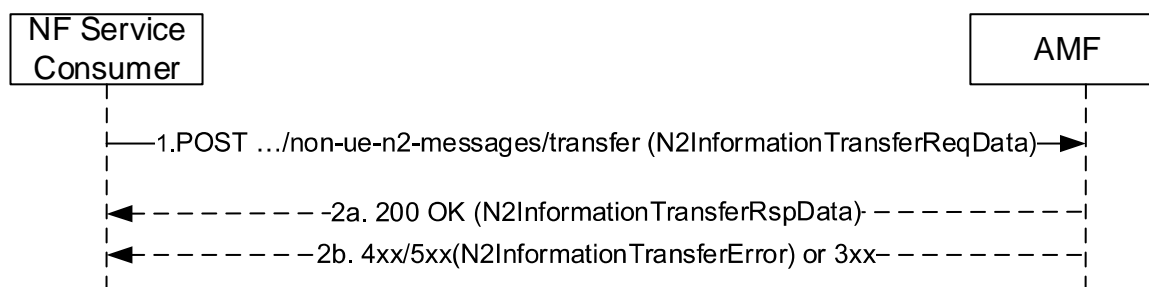 NF Service
Consumer
AMF
1.POST …/non-ue-n2-messages/transfer (N2InformationTransferReqData)
2a. 200 OK (N2InformationTransferRspData)
2b. 4xx/5xx(N2InformationTransferError) or 3xx